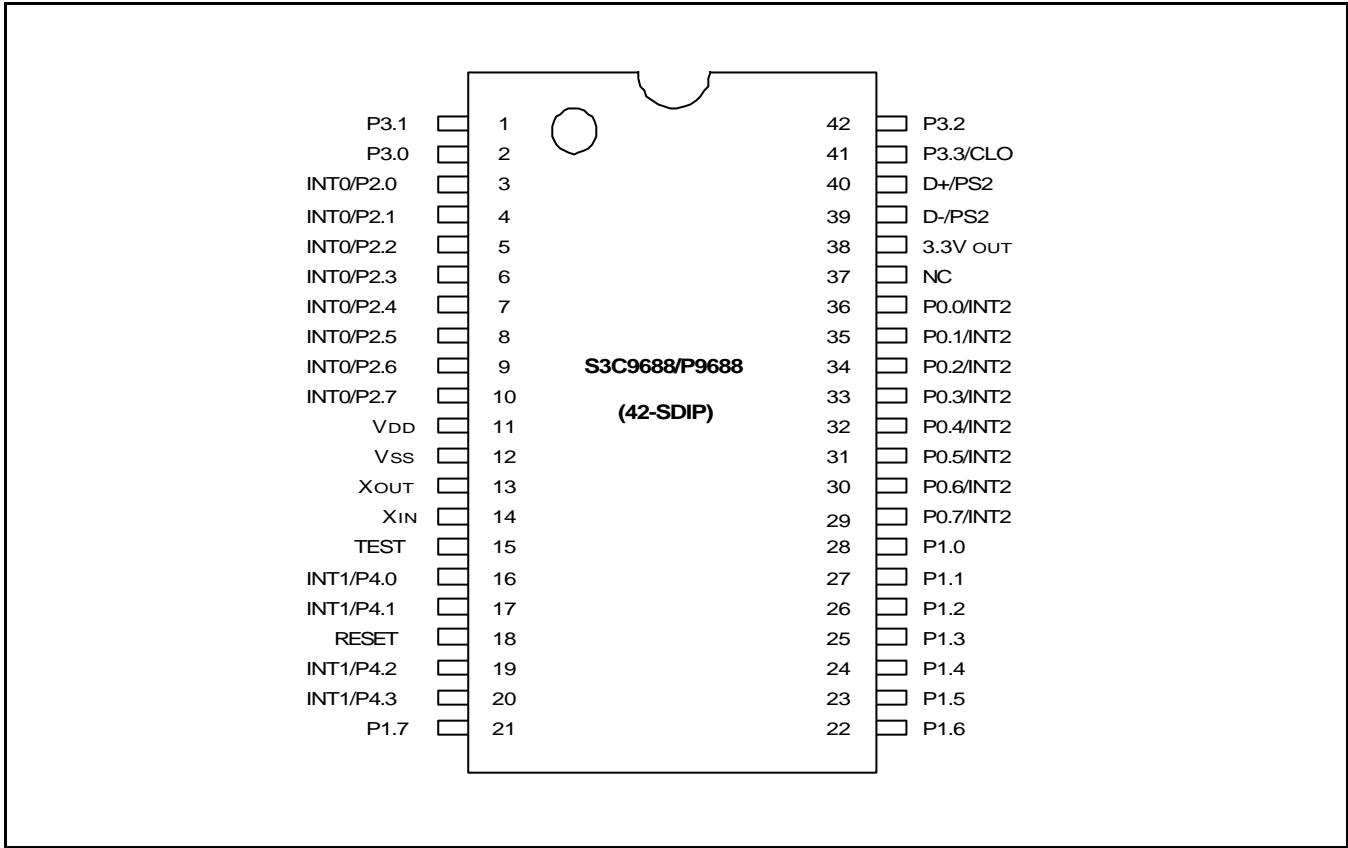 P3.1 1 42 P3.2
P3.0 2 41 P3.3/CLO
INT0/P2.0 3 40 D+/PS2
INT0/P2.1 4 39 D-/PS2
INT0/P2.2 5 38 3.3V OUT
INT0/P2.3 6 37 NC
INT0/P2.4 7 36 P0.0/INT2
INT0/P2.5 8 35 P0.1/INT2
INT0/P2.6 9 S3C9688/P9688 34 P0.2/INT2
INT0/P2.7 10 33 P0.3/INT2
(42-SDIP)
VDD 11 32 P0.4/INT2
VSS 12 31 P0.5/INT2
XOUT 13 30 P0.6/INT2
XIN 14 29 P0.7/INT2
TEST 15 28 P1.0
INT1/P4.0 16 27 P1.1
INT1/P4.1 17 26 P1.2
RESET 18 25 P1.3
INT1/P4.2 19 24 P1.4
INT1/P4.3 20 23 P1.5
P1.7 21 22 P1.6